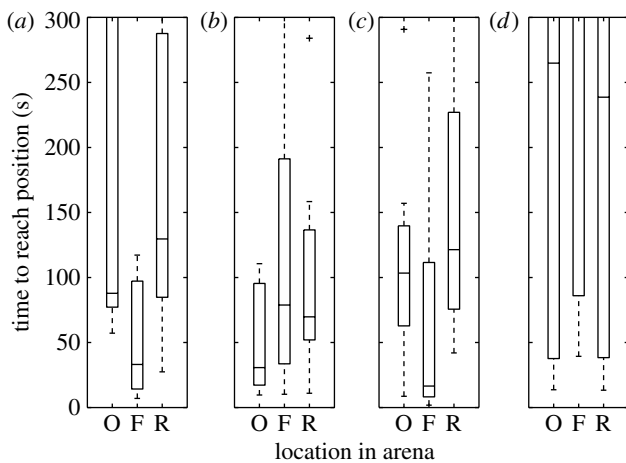 (a) (b) (c) (d)
300
250
200
150
100
50
0
time to reach position (s)
O F R O F R O F R O F R
location in arena